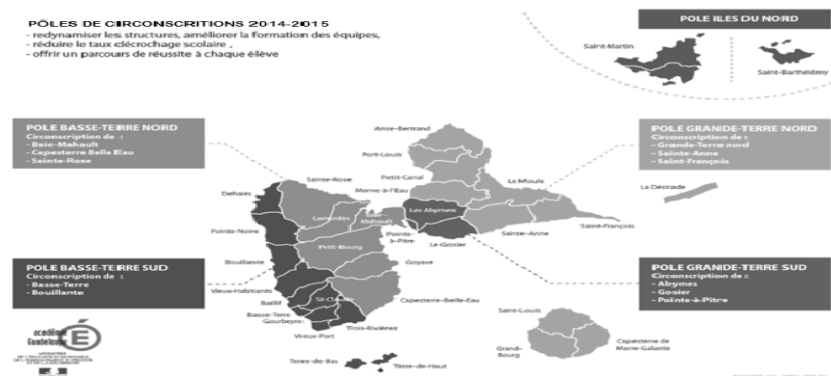 PÔLES DE CIRCONSCRITIONS 2014-2015
- redynamiser les structures, améliorer la formation des équipes,
- réduire le taux décrochage scolaire,
- offrir un parcours de réussite à chaque élève
POLE ILES DU NORD
Saint-Martin
Saint-Barthélémy
POLE BASSE-TERRE NORD
Circonscription de :
- Baie-Mahault
- Capesterre Belle Eau
- Sainte-Rose
POLE GRANDE-TERRE NORD
Circonscription de :
- Grande-Terre nord
- Sainte-Anne
- Saint-François
Anse-Bertrand
Port-Louis
Petit-Canal
Morne-à-l'Eau
Le Moule
La Désirade
Sainte-Rose
Dehaies
Lamentin
Baie-
Mahault
Les Abymes
Pointe-Noire
Pointe-
à-Pitre
Le Gosier
Sainte-Anne
Saint-François
Petit-Bourg
Bouillante
Goyave
POLE BASSE-TERRE SUD
Circonscription de :
- Basse-Terre
- Bouillante
POLE GRANDE-TERRE SUD
Circonscription de :
- Abymes
- Gosier
- Pointe-à-Pitre
Vieux-Habitants
St-Claude
Baillif
Capesterre-Belle-Eau
Basse-Terre
Gourbeyre
Trois-Rivières
Vieux-Fort
Saint-Louis
Grand-
Bourg
Capesterre de
Marie-Galante
Terre-de-Bas
Terre-de-Haut
académie
Guadeloupe